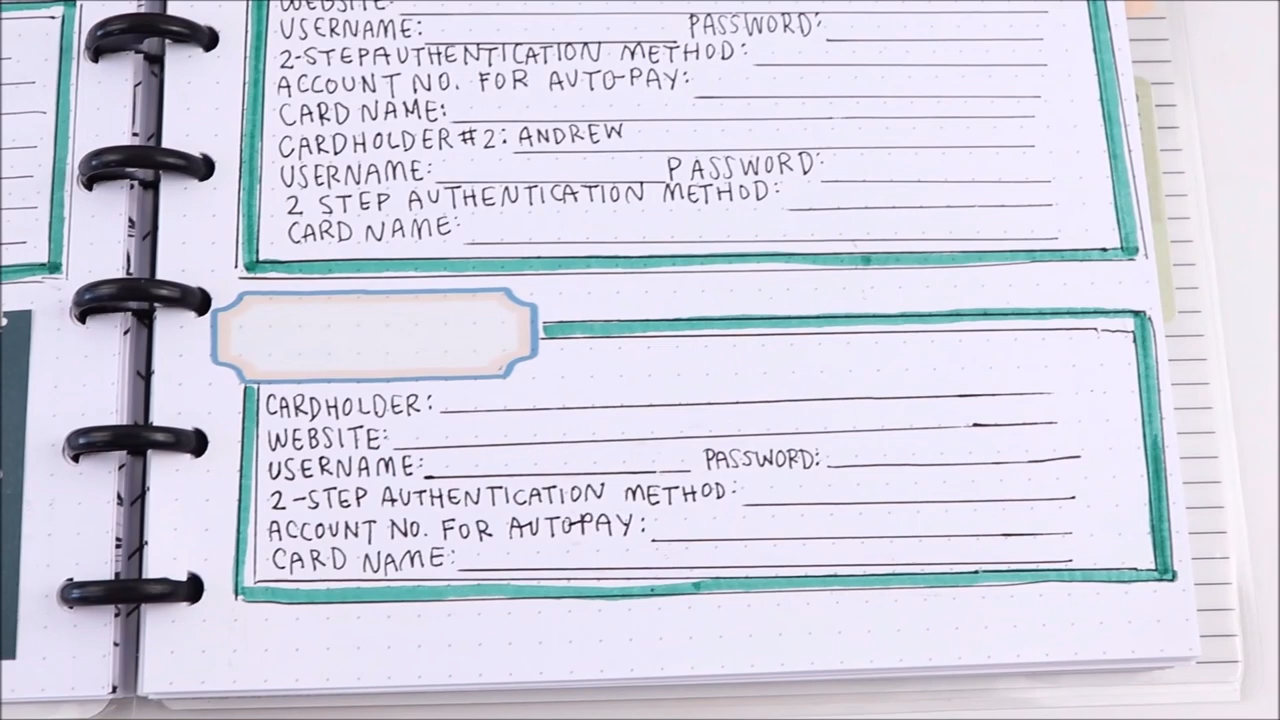 WEBSITE:
USERNAME: PASSWORD:
2-STEP AUTHENTICATION METHOD:
ACCOUNT NO. FOR AUTO-PAY:
CARD NAME:
CARDHOLDER #2: ANDREW
USERNAME: PASSWORD:
2 STEP AUTHENTICATION METHOD:
CARD NAME:
CARDHOLDER:
WEBSITE:
USERNAME: PASSWORD:
2-STEP AUTHENTICATION METHOD:
ACCOUNT NO. FOR AUTOPAY:
CARD NAME: